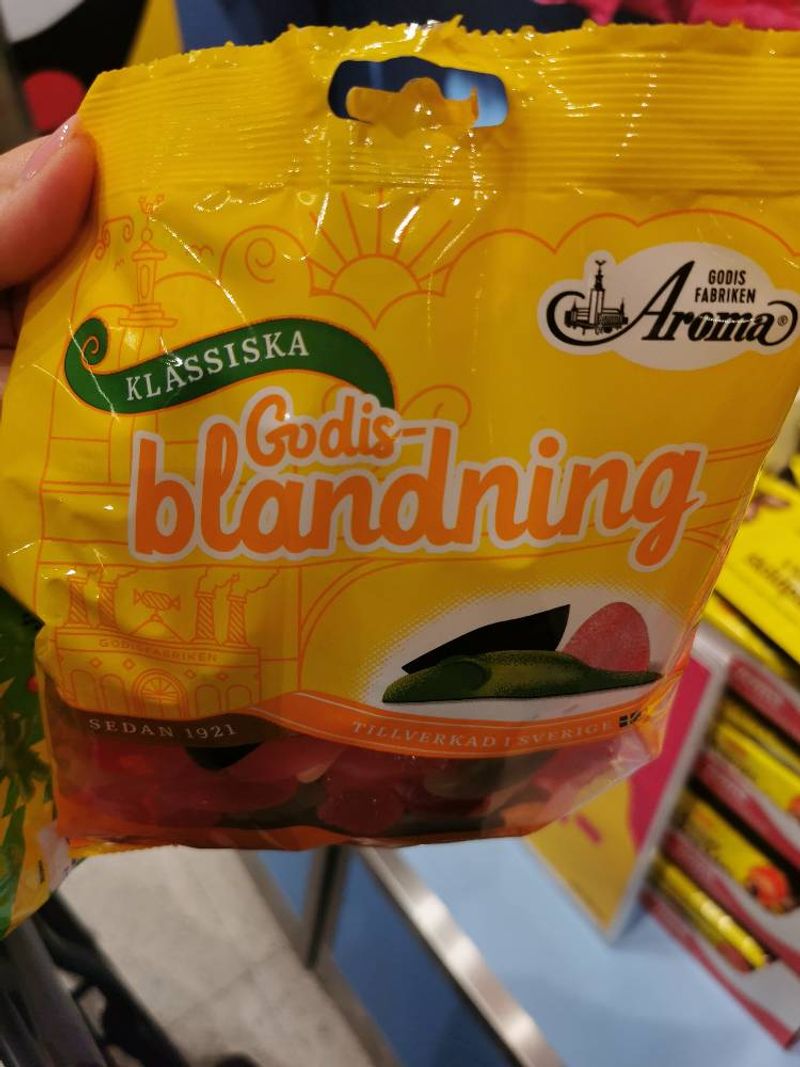 GODIS
FABRIKEN
Aroma®
KLASSISKA
Godis-
blandning
GODISFABRIKEN
SEDAN 1921
TILLVERKAD I SVERIGE